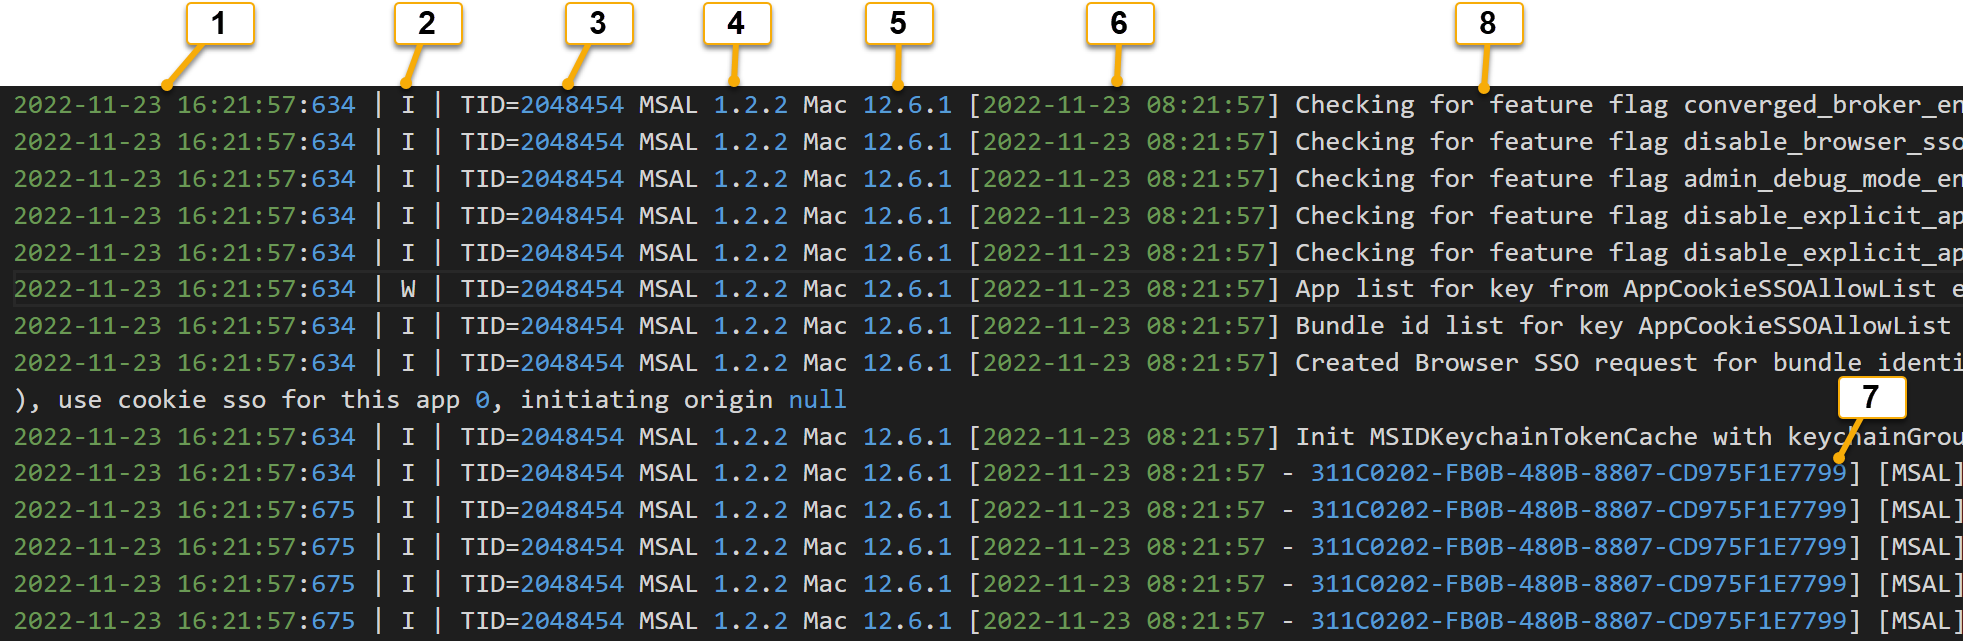 1 2 3 4 5 6 8
2022-11-23 16:21:57:634 | I | TID=2048454 MSAL 1.2.2 Mac 12.6.1 [2022-11-23 08:21:57] Checking for feature flag converged_broker_en
2022-11-23 16:21:57:634 | I | TID=2048454 MSAL 1.2.2 Mac 12.6.1 [2022-11-23 08:21:57] Checking for feature flag disable_browser_sso
2022-11-23 16:21:57:634 | I | TID=2048454 MSAL 1.2.2 Mac 12.6.1 [2022-11-23 08:21:57] Checking for feature flag admin_debug_mode_en
2022-11-23 16:21:57:634 | I | TID=2048454 MSAL 1.2.2 Mac 12.6.1 [2022-11-23 08:21:57] Checking for feature flag disable_explicit_ap
2022-11-23 16:21:57:634 | I | TID=2048454 MSAL 1.2.2 Mac 12.6.1 [2022-11-23 08:21:57] Checking for feature flag disable_explicit_ap
2022-11-23 16:21:57:634 | W | TID=2048454 MSAL 1.2.2 Mac 12.6.1 [2022-11-23 08:21:57] App list for key from AppCookieSSOAllowList e
2022-11-23 16:21:57:634 | I | TID=2048454 MSAL 1.2.2 Mac 12.6.1 [2022-11-23 08:21:57] Bundle id list for key AppCookieSSOAllowList
2022-11-23 16:21:57:634 | I | TID=2048454 MSAL 1.2.2 Mac 12.6.1 [2022-11-23 08:21:57] Created Browser SSO request for bundle identi
), use cookie sso for this app 0, initiating origin null
7
2022-11-23 16:21:57:634 | I | TID=2048454 MSAL 1.2.2 Mac 12.6.1 [2022-11-23 08:21:57] Init MSIDKeychainTokenCache with keychainGrou
2022-11-23 16:21:57:634 | I | TID=2048454 MSAL 1.2.2 Mac 12.6.1 [2022-11-23 08:21:57 - 311C0202-FB0B-480B-8807-CD975F1E7799] [MSAL]
2022-11-23 16:21:57:675 | I | TID=2048454 MSAL 1.2.2 Mac 12.6.1 [2022-11-23 08:21:57 - 311C0202-FB0B-480B-8807-CD975F1E7799] [MSAL]
2022-11-23 16:21:57:675 | I | TID=2048454 MSAL 1.2.2 Mac 12.6.1 [2022-11-23 08:21:57 - 311C0202-FB0B-480B-8807-CD975F1E7799] [MSAL]
2022-11-23 16:21:57:675 | I | TID=2048454 MSAL 1.2.2 Mac 12.6.1 [2022-11-23 08:21:57 - 311C0202-FB0B-480B-8807-CD975F1E7799] [MSAL]
2022-11-23 16:21:57:675 | I | TID=2048454 MSAL 1.2.2 Mac 12.6.1 [2022-11-23 08:21:57 - 311C0202-FB0B-480B-8807-CD975F1E7799] [MSAL]